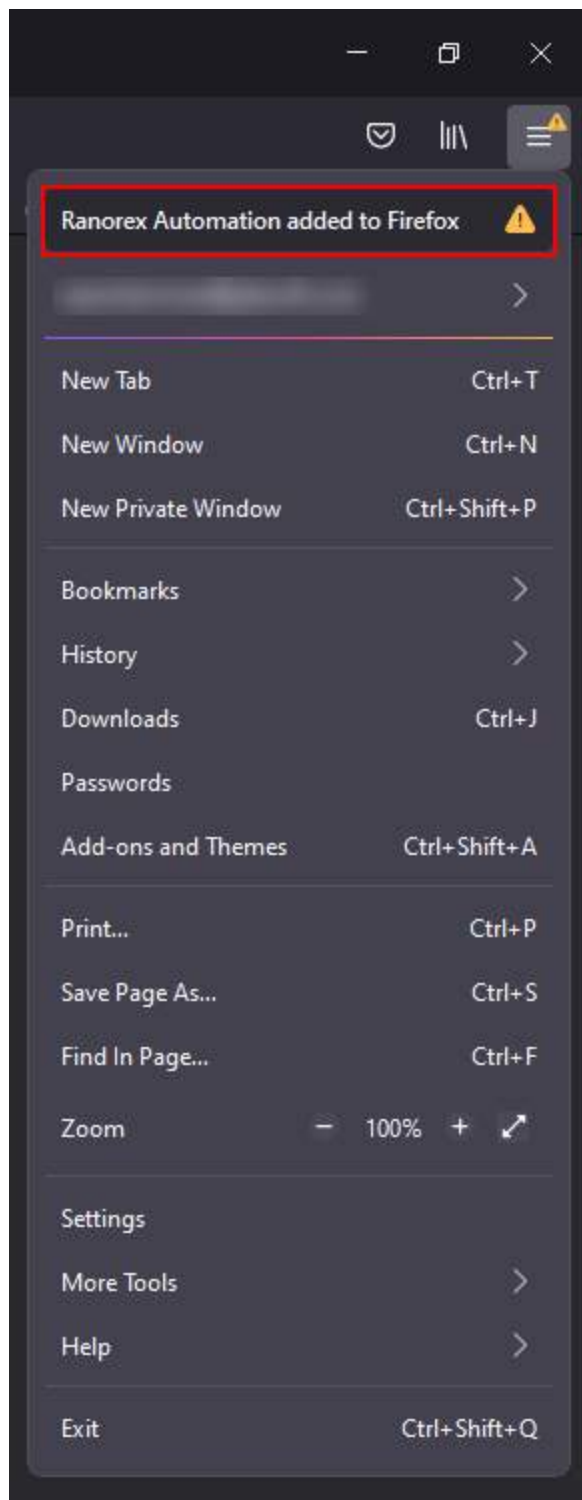 Ranorex Automation added to Firefox
New Tab Ctrl+T
New Window Ctrl+N
New Private Window Ctrl+Shift+P
Bookmarks
History
Downloads Ctrl+J
Passwords
Add-ons and Themes Ctrl+Shift+A
Print... Ctrl+P
Save Page As... Ctrl+S
Find In Page... Ctrl+F
Zoom − 100% +
Settings
More Tools
Help
Exit Ctrl+Shift+Q